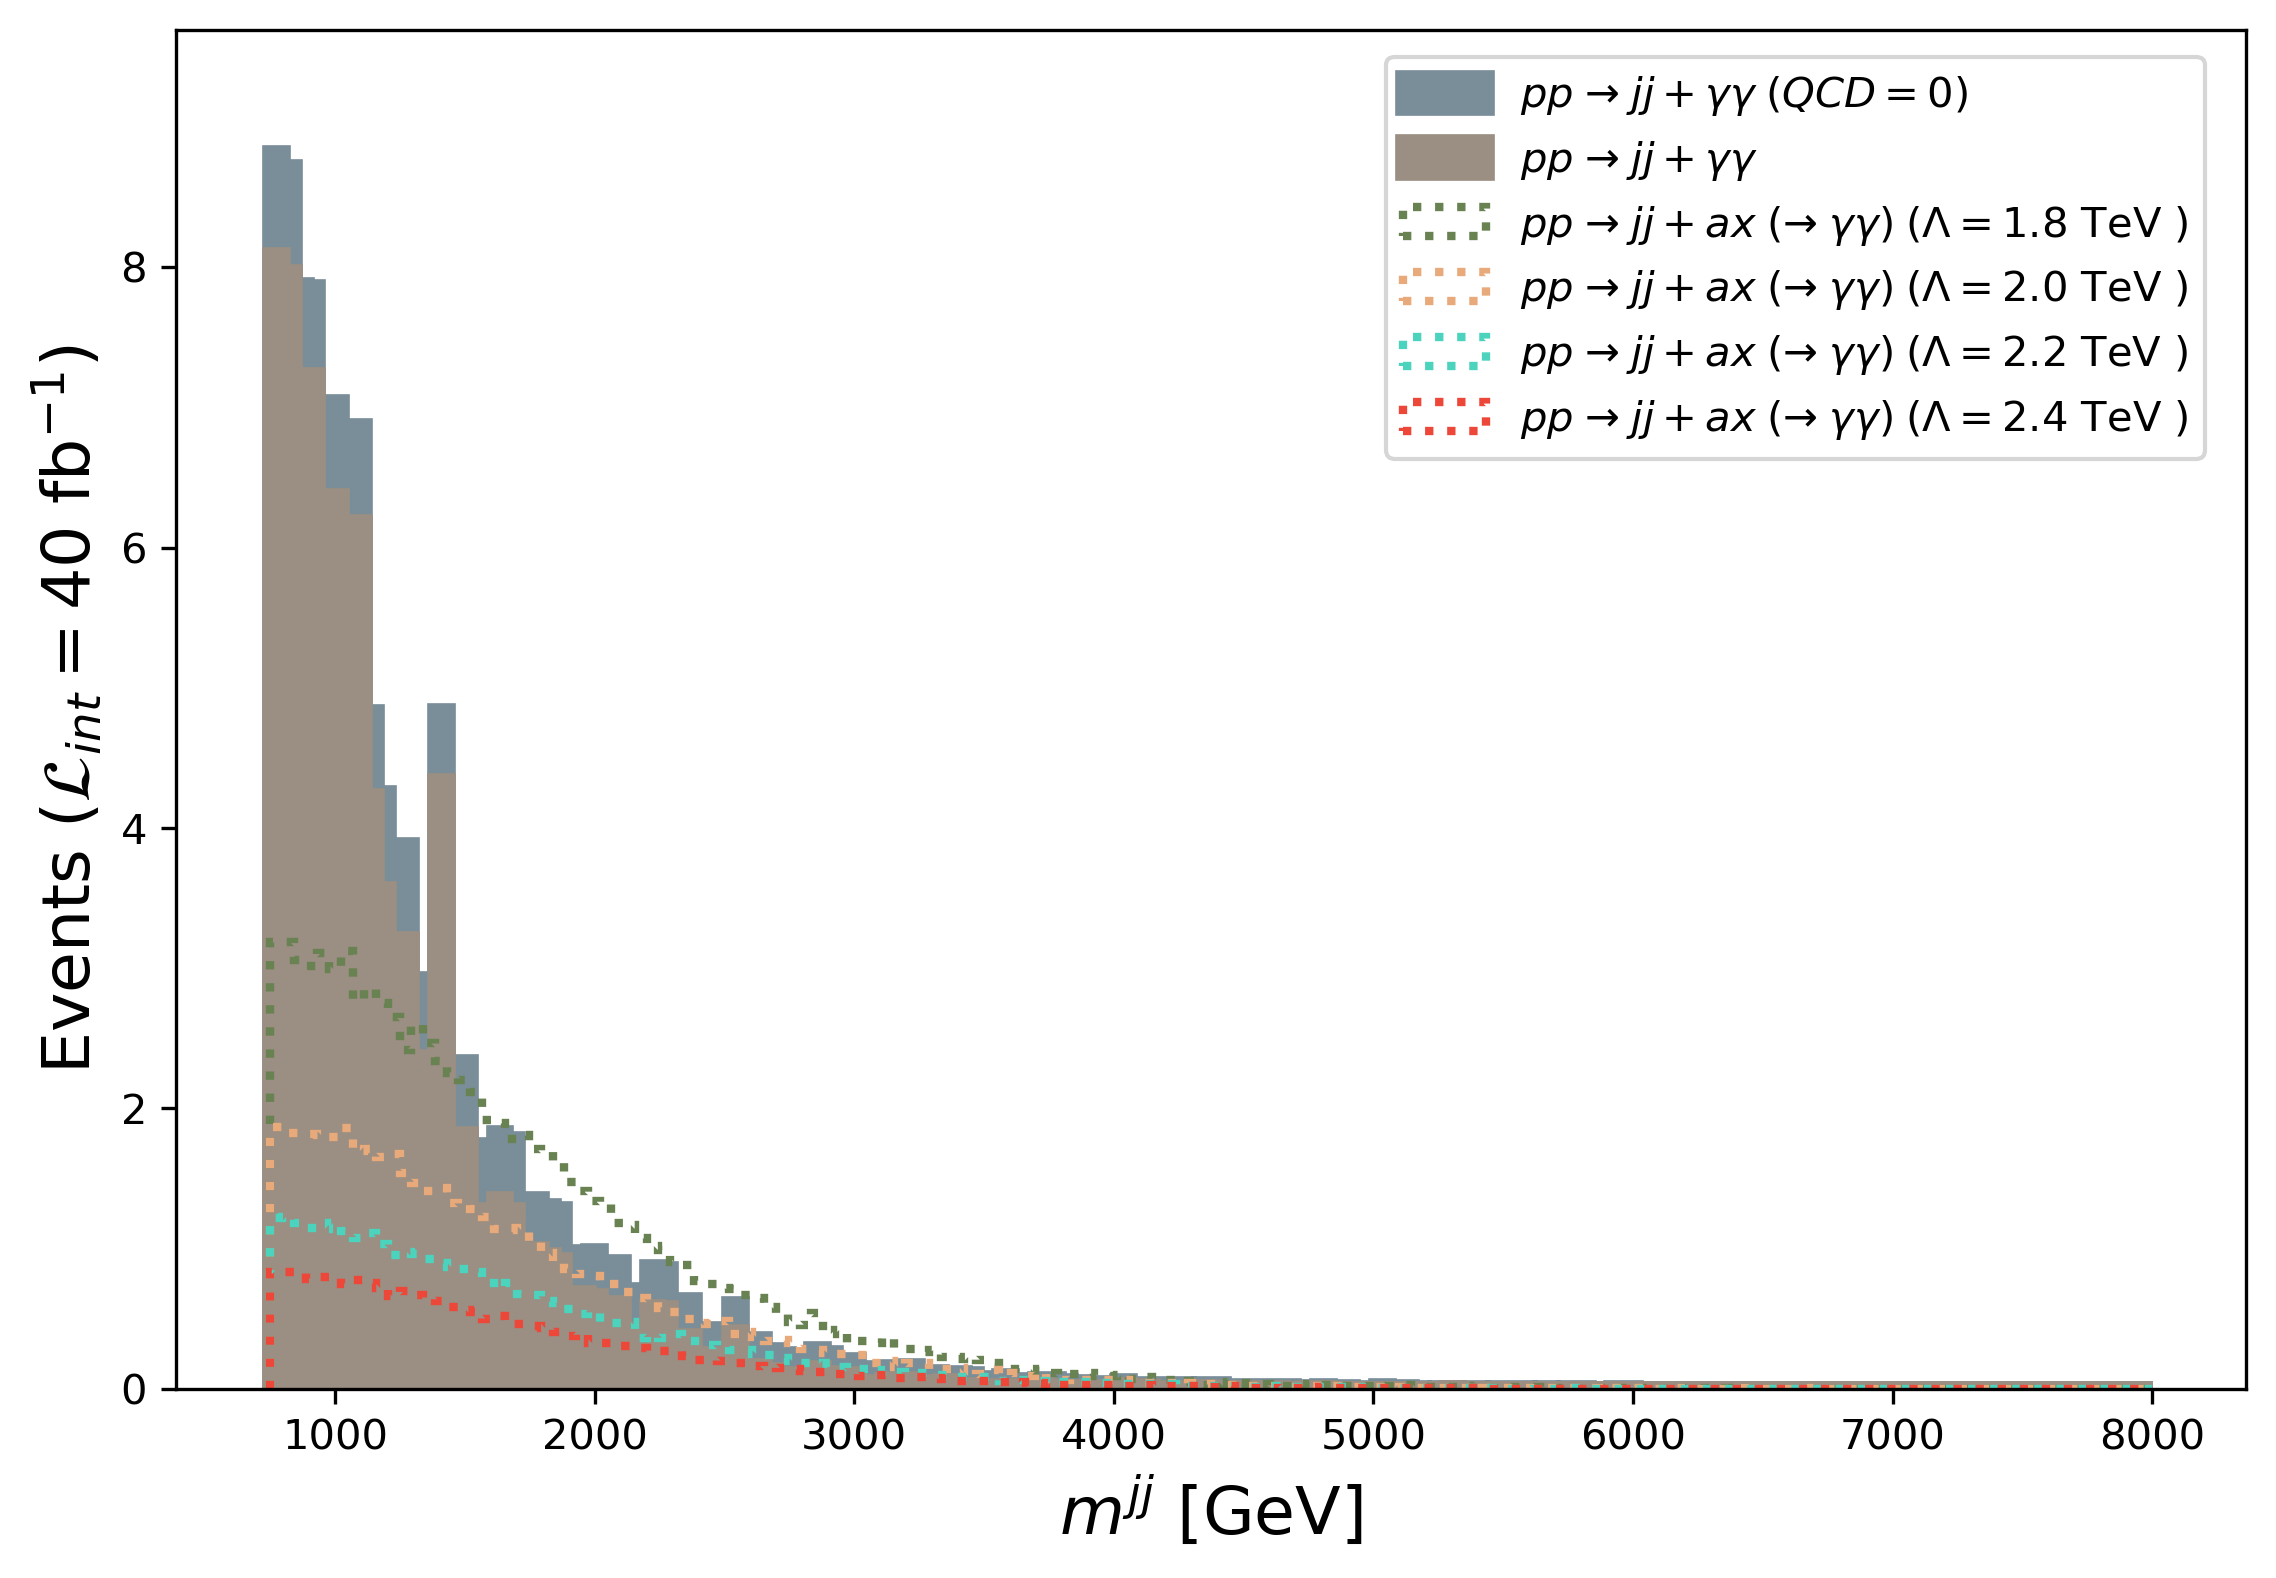 Events (ℒ_int = 40 fb⁻¹)
8
6
4
2
0
pp → jj + γγ (QCD = 0)
pp → jj + γγ
pp → jj + ax (→ γγ) (Λ = 1.8 TeV )
pp → jj + ax (→ γγ) (Λ = 2.0 TeV )
pp → jj + ax (→ γγ) (Λ = 2.2 TeV )
pp → jj + ax (→ γγ) (Λ = 2.4 TeV )
1000 2000 3000 4000 5000 6000 7000 8000
m^jj [GeV]